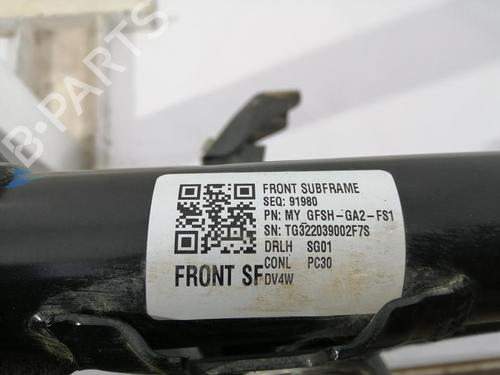 B-PARTS
FRONT SUBFRAME
SEQ: 91980
PN: MY_GFSH-GA2-FS1
SN: TG322039002F7S
DRLH SG01
CONL PC30
FRONT SF DV4W